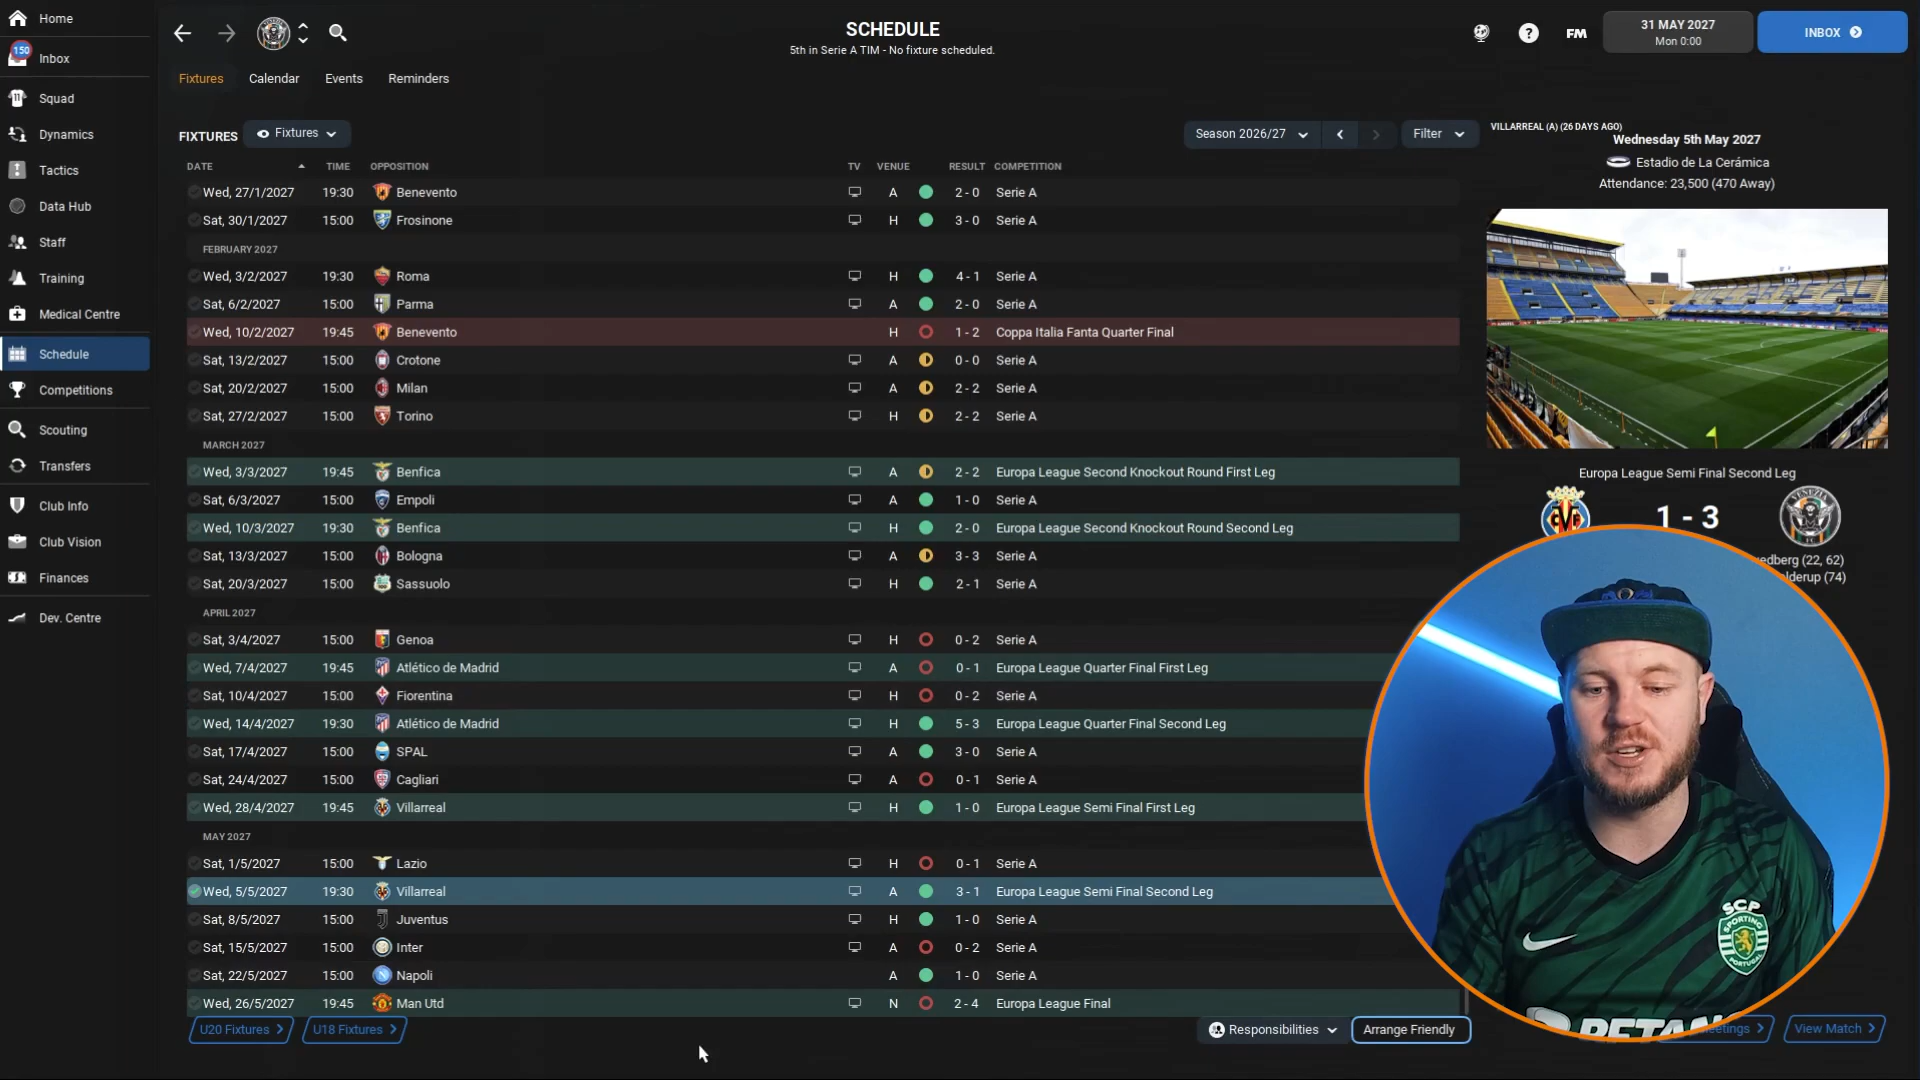 Home
150
Inbox
Squad
Dynamics
Tactics
Data Hub
Staff
Training
Medical Centre
Schedule
Competitions
Scouting
Transfers
Club Info
Club Vision
Finances
Dev. Centre
SCHEDULE
5th in Serie A TIM - No fixture scheduled.
FM
31 MAY 2027
Mon 0:00
INBOX
Fixtures Calendar Events Reminders
FIXTURES Fixtures Season 2026/27 Filter
DATE TIME OPPOSITION TV VENUE RESULT COMPETITION
Wed, 27/1/2027 19:30 Benevento A 2 - 0 Serie A
Sat, 30/1/2027 15:00 Frosinone H 3 - 0 Serie A
FEBRUARY 2027
Wed, 3/2/2027 19:30 Roma H 4 - 1 Serie A
Sat, 6/2/2027 15:00 Parma A 2 - 0 Serie A
Wed, 10/2/2027 19:45 Benevento H 1 - 2 Coppa Italia Fanta Quarter Final
Sat, 13/2/2027 15:00 Crotone A 0 - 0 Serie A
Sat, 20/2/2027 15:00 Milan A 2 - 2 Serie A
Sat, 27/2/2027 15:00 Torino H 2 - 2 Serie A
MARCH 2027
Wed, 3/3/2027 19:45 Benfica A 2 - 2 Europa League Second Knockout Round First Leg
Sat, 6/3/2027 15:00 Empoli A 1 - 0 Serie A
Wed, 10/3/2027 19:30 Benfica H 2 - 0 Europa League Second Knockout Round Second Leg
Sat, 13/3/2027 15:00 Bologna A 3 - 3 Serie A
Sat, 20/3/2027 15:00 Sassuolo H 2 - 1 Serie A
APRIL 2027
Sat, 3/4/2027 15:00 Genoa H 0 - 2 Serie A
Wed, 7/4/2027 19:45 Atlético de Madrid A 0 - 1 Europa League Quarter Final First Leg
Sat, 10/4/2027 15:00 Fiorentina H 0 - 2 Serie A
Wed, 14/4/2027 19:30 Atlético de Madrid H 5 - 3 Europa League Quarter Final Second Leg
Sat, 17/4/2027 15:00 SPAL A 3 - 0 Serie A
Sat, 24/4/2027 15:00 Cagliari A 0 - 1 Serie A
Wed, 28/4/2027 19:45 Villarreal H 1 - 0 Europa League Semi Final First Leg
MAY 2027
Sat, 1/5/2027 15:00 Lazio H 0 - 1 Serie A
Wed, 5/5/2027 19:30 Villarreal A 3 - 1 Europa League Semi Final Second Leg
Sat, 8/5/2027 15:00 Juventus H 1 - 0 Serie A
Sat, 15/5/2027 15:00 Inter A 0 - 2 Serie A
Sat, 22/5/2027 15:00 Napoli A 1 - 0 Serie A
Wed, 26/5/2027 19:45 Man Utd N 2 - 4 Europa League Final
U20 Fixtures U18 Fixtures Responsibilities Arrange Friendly View Match
VILLARREAL (A) (26 DAYS AGO)
Wednesday 5th May 2027
Estadio de La Cerámica
Attendance: 23,500 (470 Away)
Europa League Semi Final Second Leg
1 - 3
edberg (22, 62)
lderup (74)
SCP
SPORTING
PORTUGAL